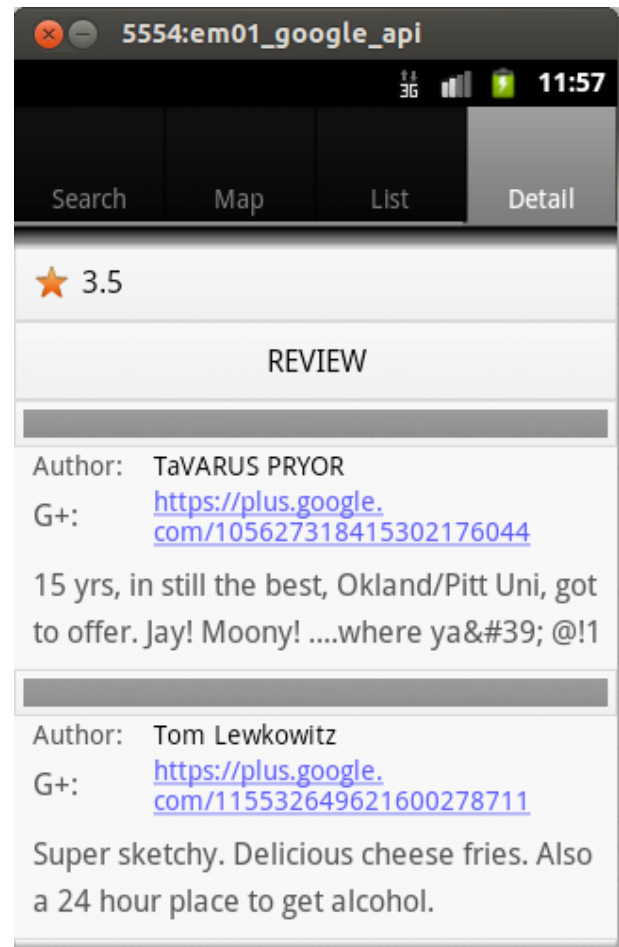 5554:em01_google_api
3G 11:57
Search Map List Detail
3.5
REVIEW
Author: TaVARUS PRYOR
G+: https://plus.google.
com/105627318415302176044
15 yrs, in still the best, Okland/Pitt Uni, got
to offer. Jay! Moony! ....where ya&#39; @!1
Author: Tom Lewkowitz
G+: https://plus.google.
com/115532649621600278711
Super sketchy. Delicious cheese fries. Also
a 24 hour place to get alcohol.